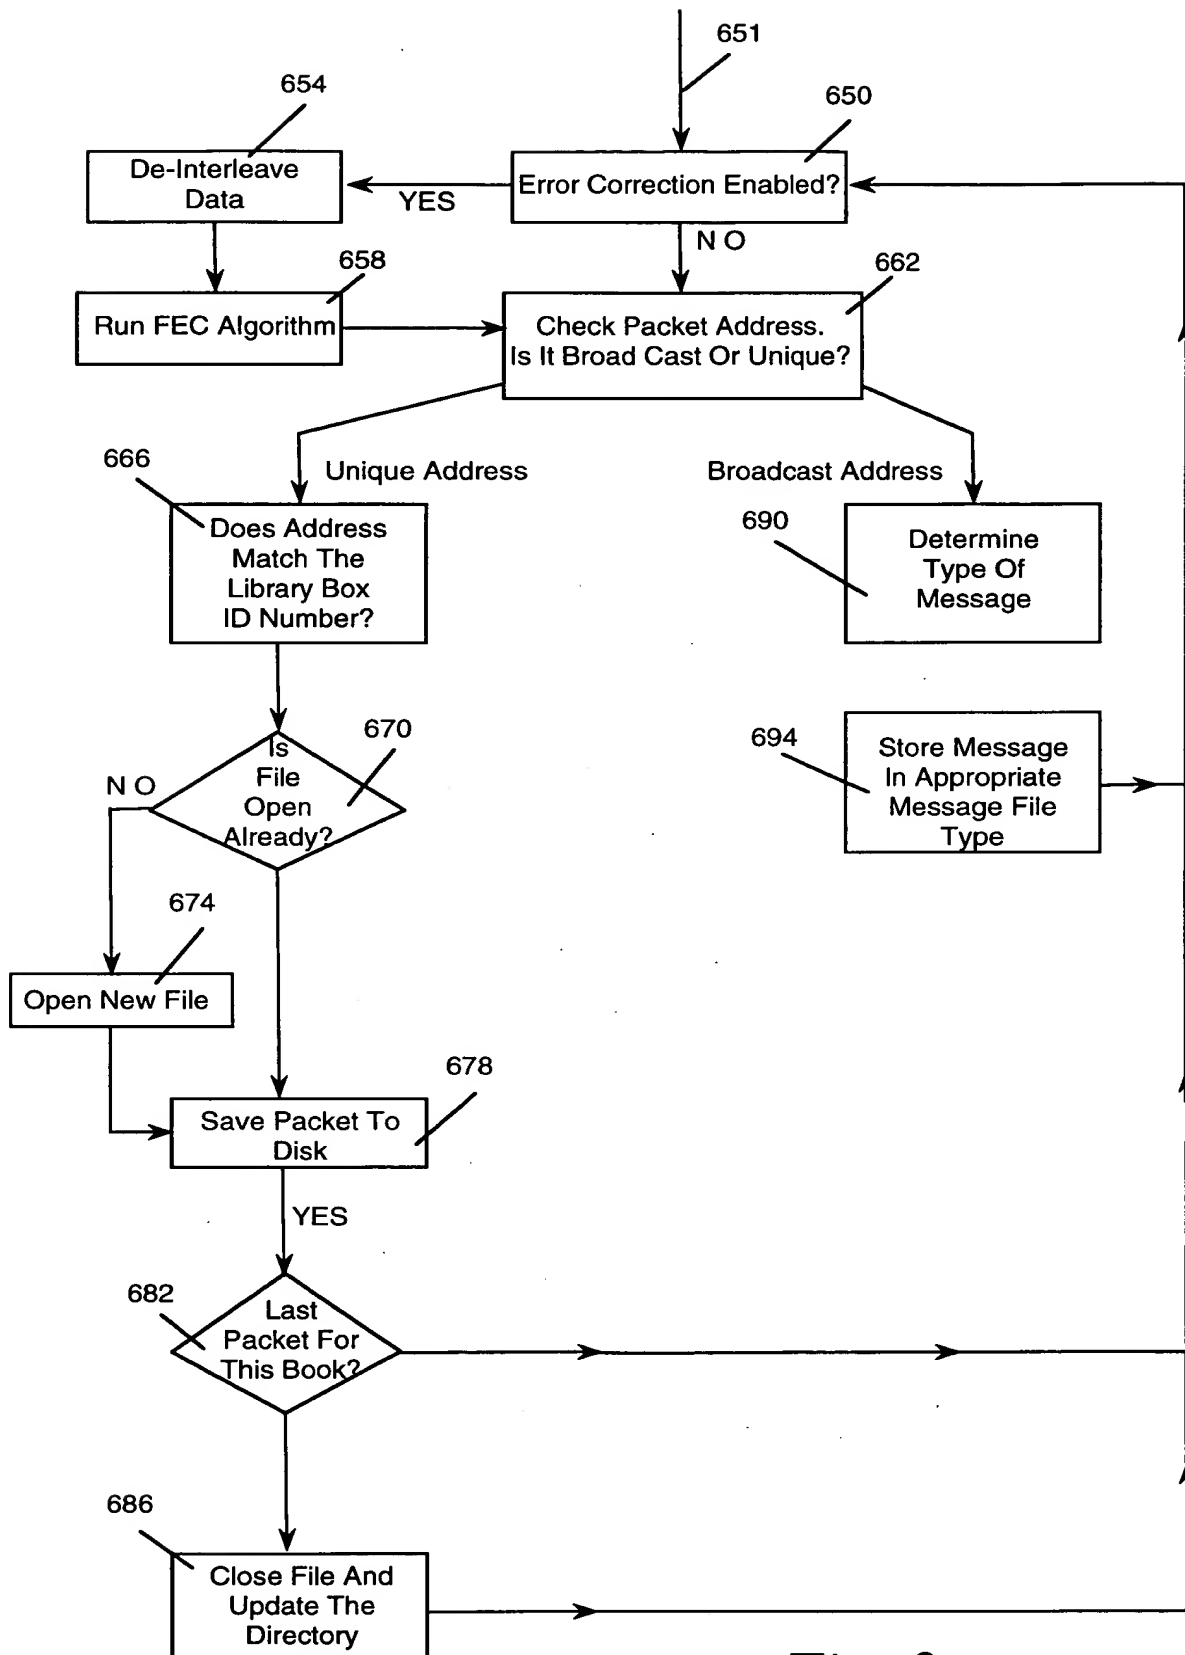 651
654
650
De-Interleave
Data
YES
Error Correction Enabled?
N O
658
662
Run FEC Algorithm
Check Packet Address.
Is It Broad Cast Or Unique?
666
Unique Address
Broadcast Address
690
Does Address
Match The
Library Box
ID Number?
Determine
Type Of
Message
670
694
Is
File
Open
Already?
N O
Store Message
In Appropriate
Message File
Type
674
Open New File
678
Save Packet To
Disk
YES
682
Last
Packet For
This Book?
686
Close File And
Update The
Directory